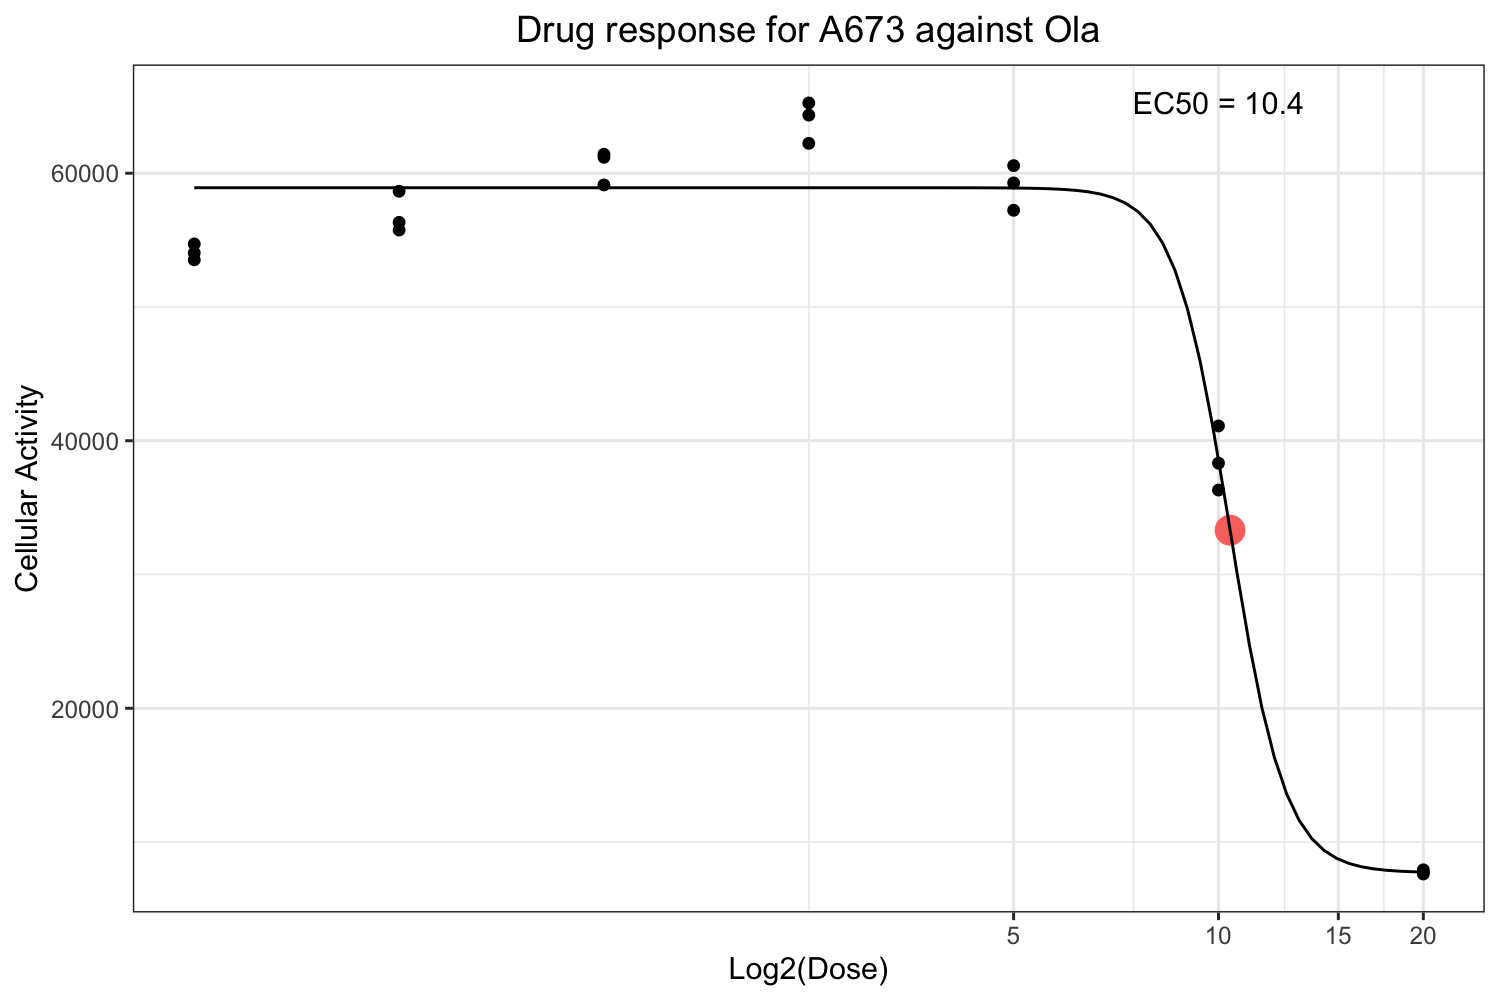 Drug response for A673 against Ola
EC50 = 10.4
60000
40000
20000
Cellular Activity
5 10 15 20
Log2(Dose)